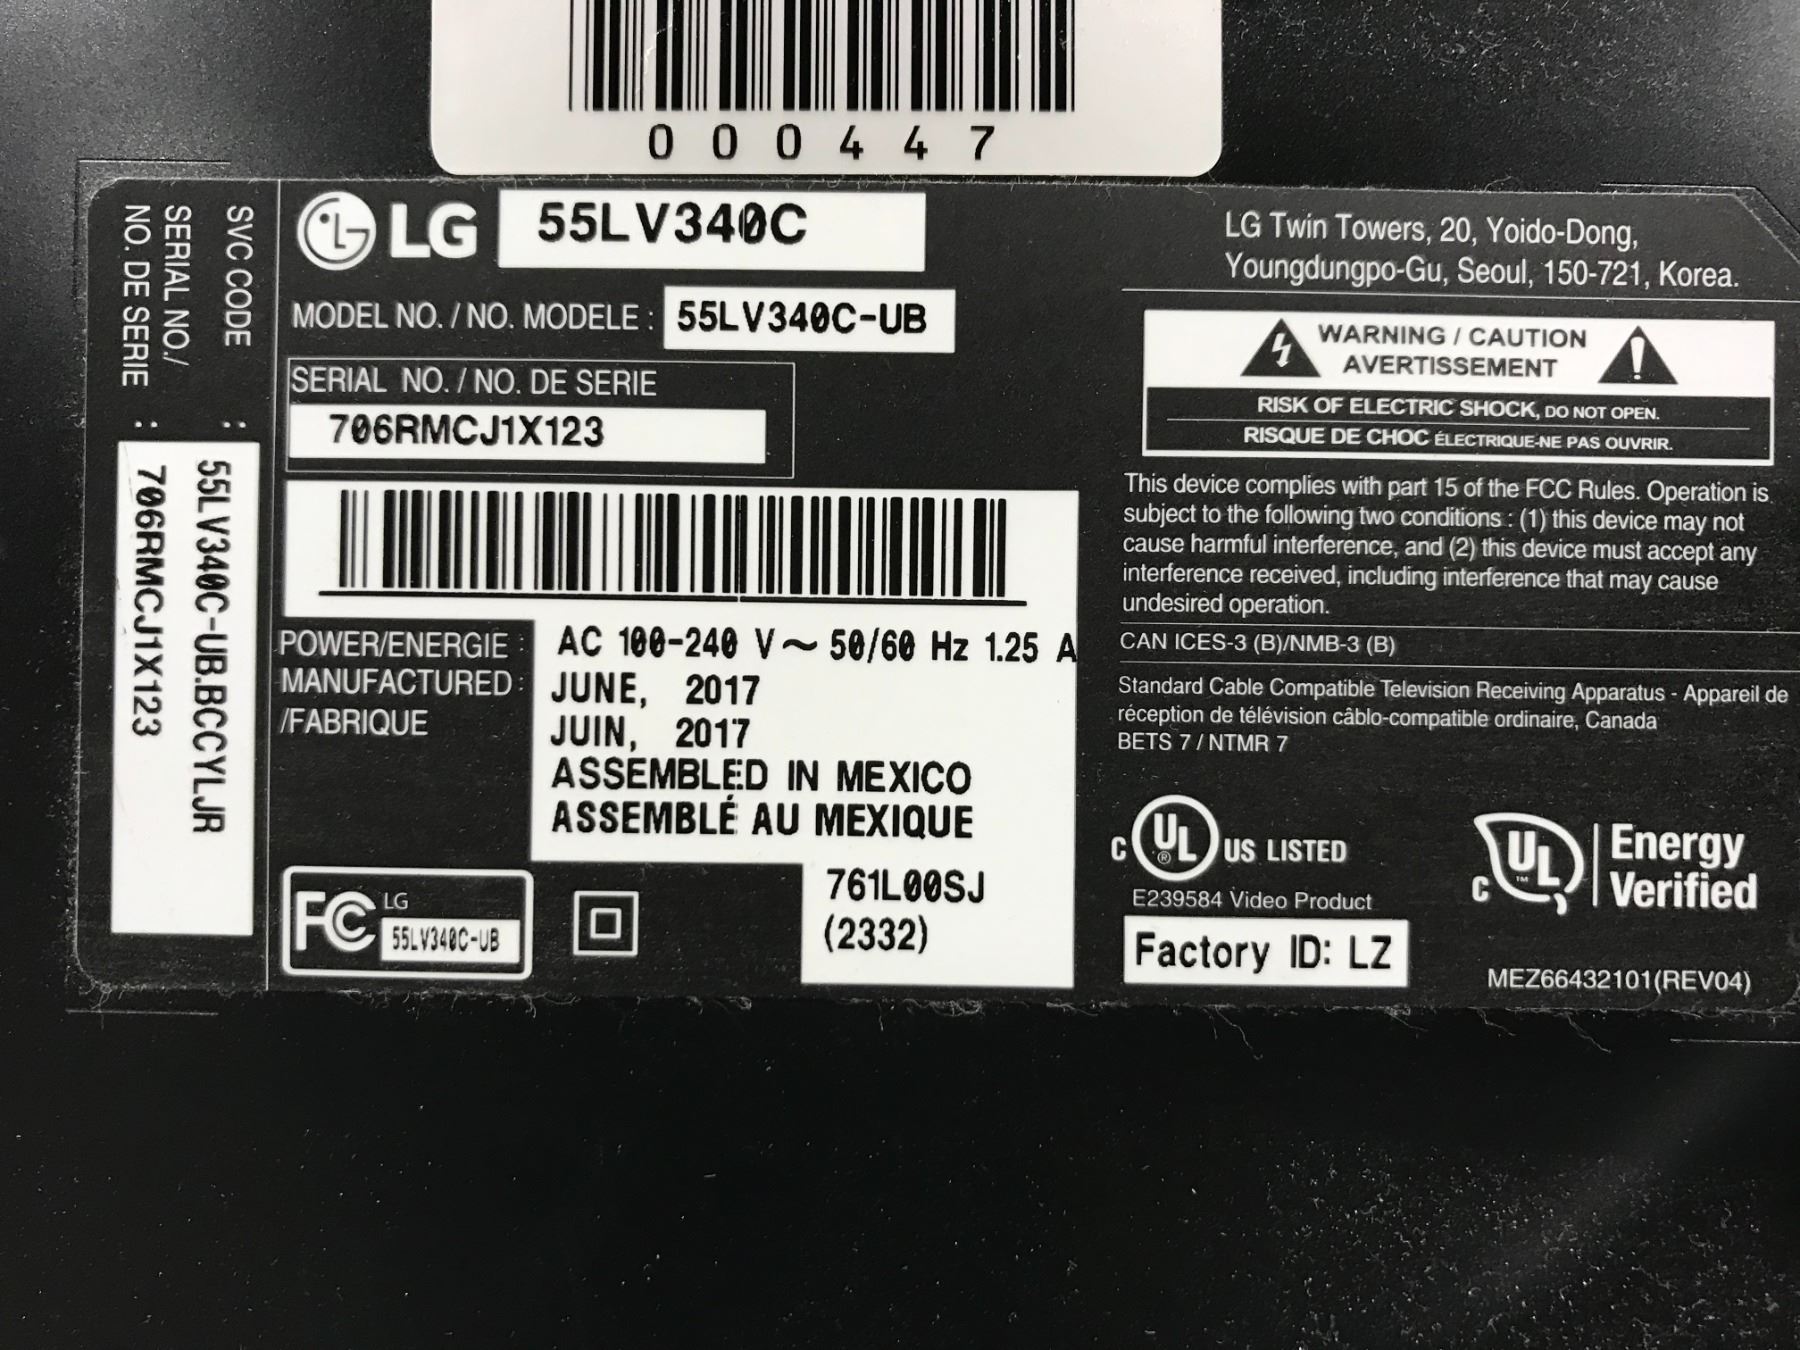 000447
SVC CODE : 55LV340C-UB.BCCYLJR
SERIAL NO./
NO. DE SERIE : 706RMCJ1X123
LG 55LV340C
MODEL NO. / NO. MODELE : 55LV340C-UB
SERIAL NO. / NO. DE SERIE
706RMCJ1X123
POWER/ENERGIE : AC 100-240 V ~ 50/60 Hz 1.25 A
MANUFACTURED : JUNE, 2017
/FABRIQUE JUIN, 2017
ASSEMBLED IN MEXICO
ASSEMBLÉ AU MEXIQUE
761L00SJ
(2332)
FC LG
55LV340C-UB
LG Twin Towers, 20, Yoido-Dong,
Youngdungpo-Gu, Seoul, 150-721, Korea.
WARNING / CAUTION
AVERTISSEMENT
RISK OF ELECTRIC SHOCK, DO NOT OPEN.
RISQUE DE CHOC ÉLECTRIQUE-NE PAS OUVRIR.
This device complies with part 15 of the FCC Rules. Operation is
subject to the following two conditions : (1) this device may not
cause harmful interference, and (2) this device must accept any
interference received, including interference that may cause
undesired operation.
CAN ICES-3 (B)/NMB-3 (B)
Standard Cable Compatible Television Receiving Apparatus - Appareil de
réception de télévision câblo-compatible ordinaire, Canada
BETS 7 / NTMR 7
C UL ® US LISTED
E239584 Video Product
Factory ID: LZ
C UL ™ Energy
Verified
MEZ66432101(REV04)